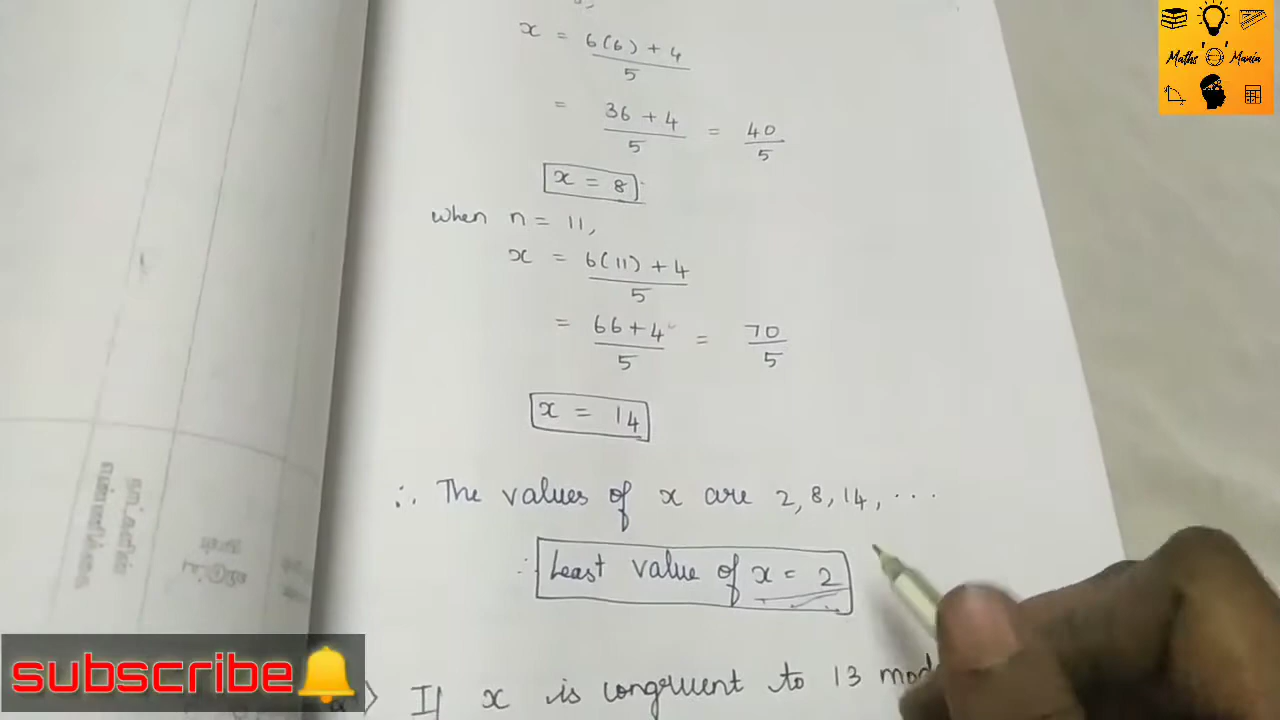 Maths Mania
x = 6(6) + 4 / 5
= 36 + 4 / 5 = 40 / 5
x = 8
when n = 11,
x = 6(11) + 4 / 5
= 66 + 4 / 5 = 70 / 5
x = 14
∴ The values of x are 2, 8, 14, ...
∴ Least value of x = 2
subscribe
If x is congruent to 13